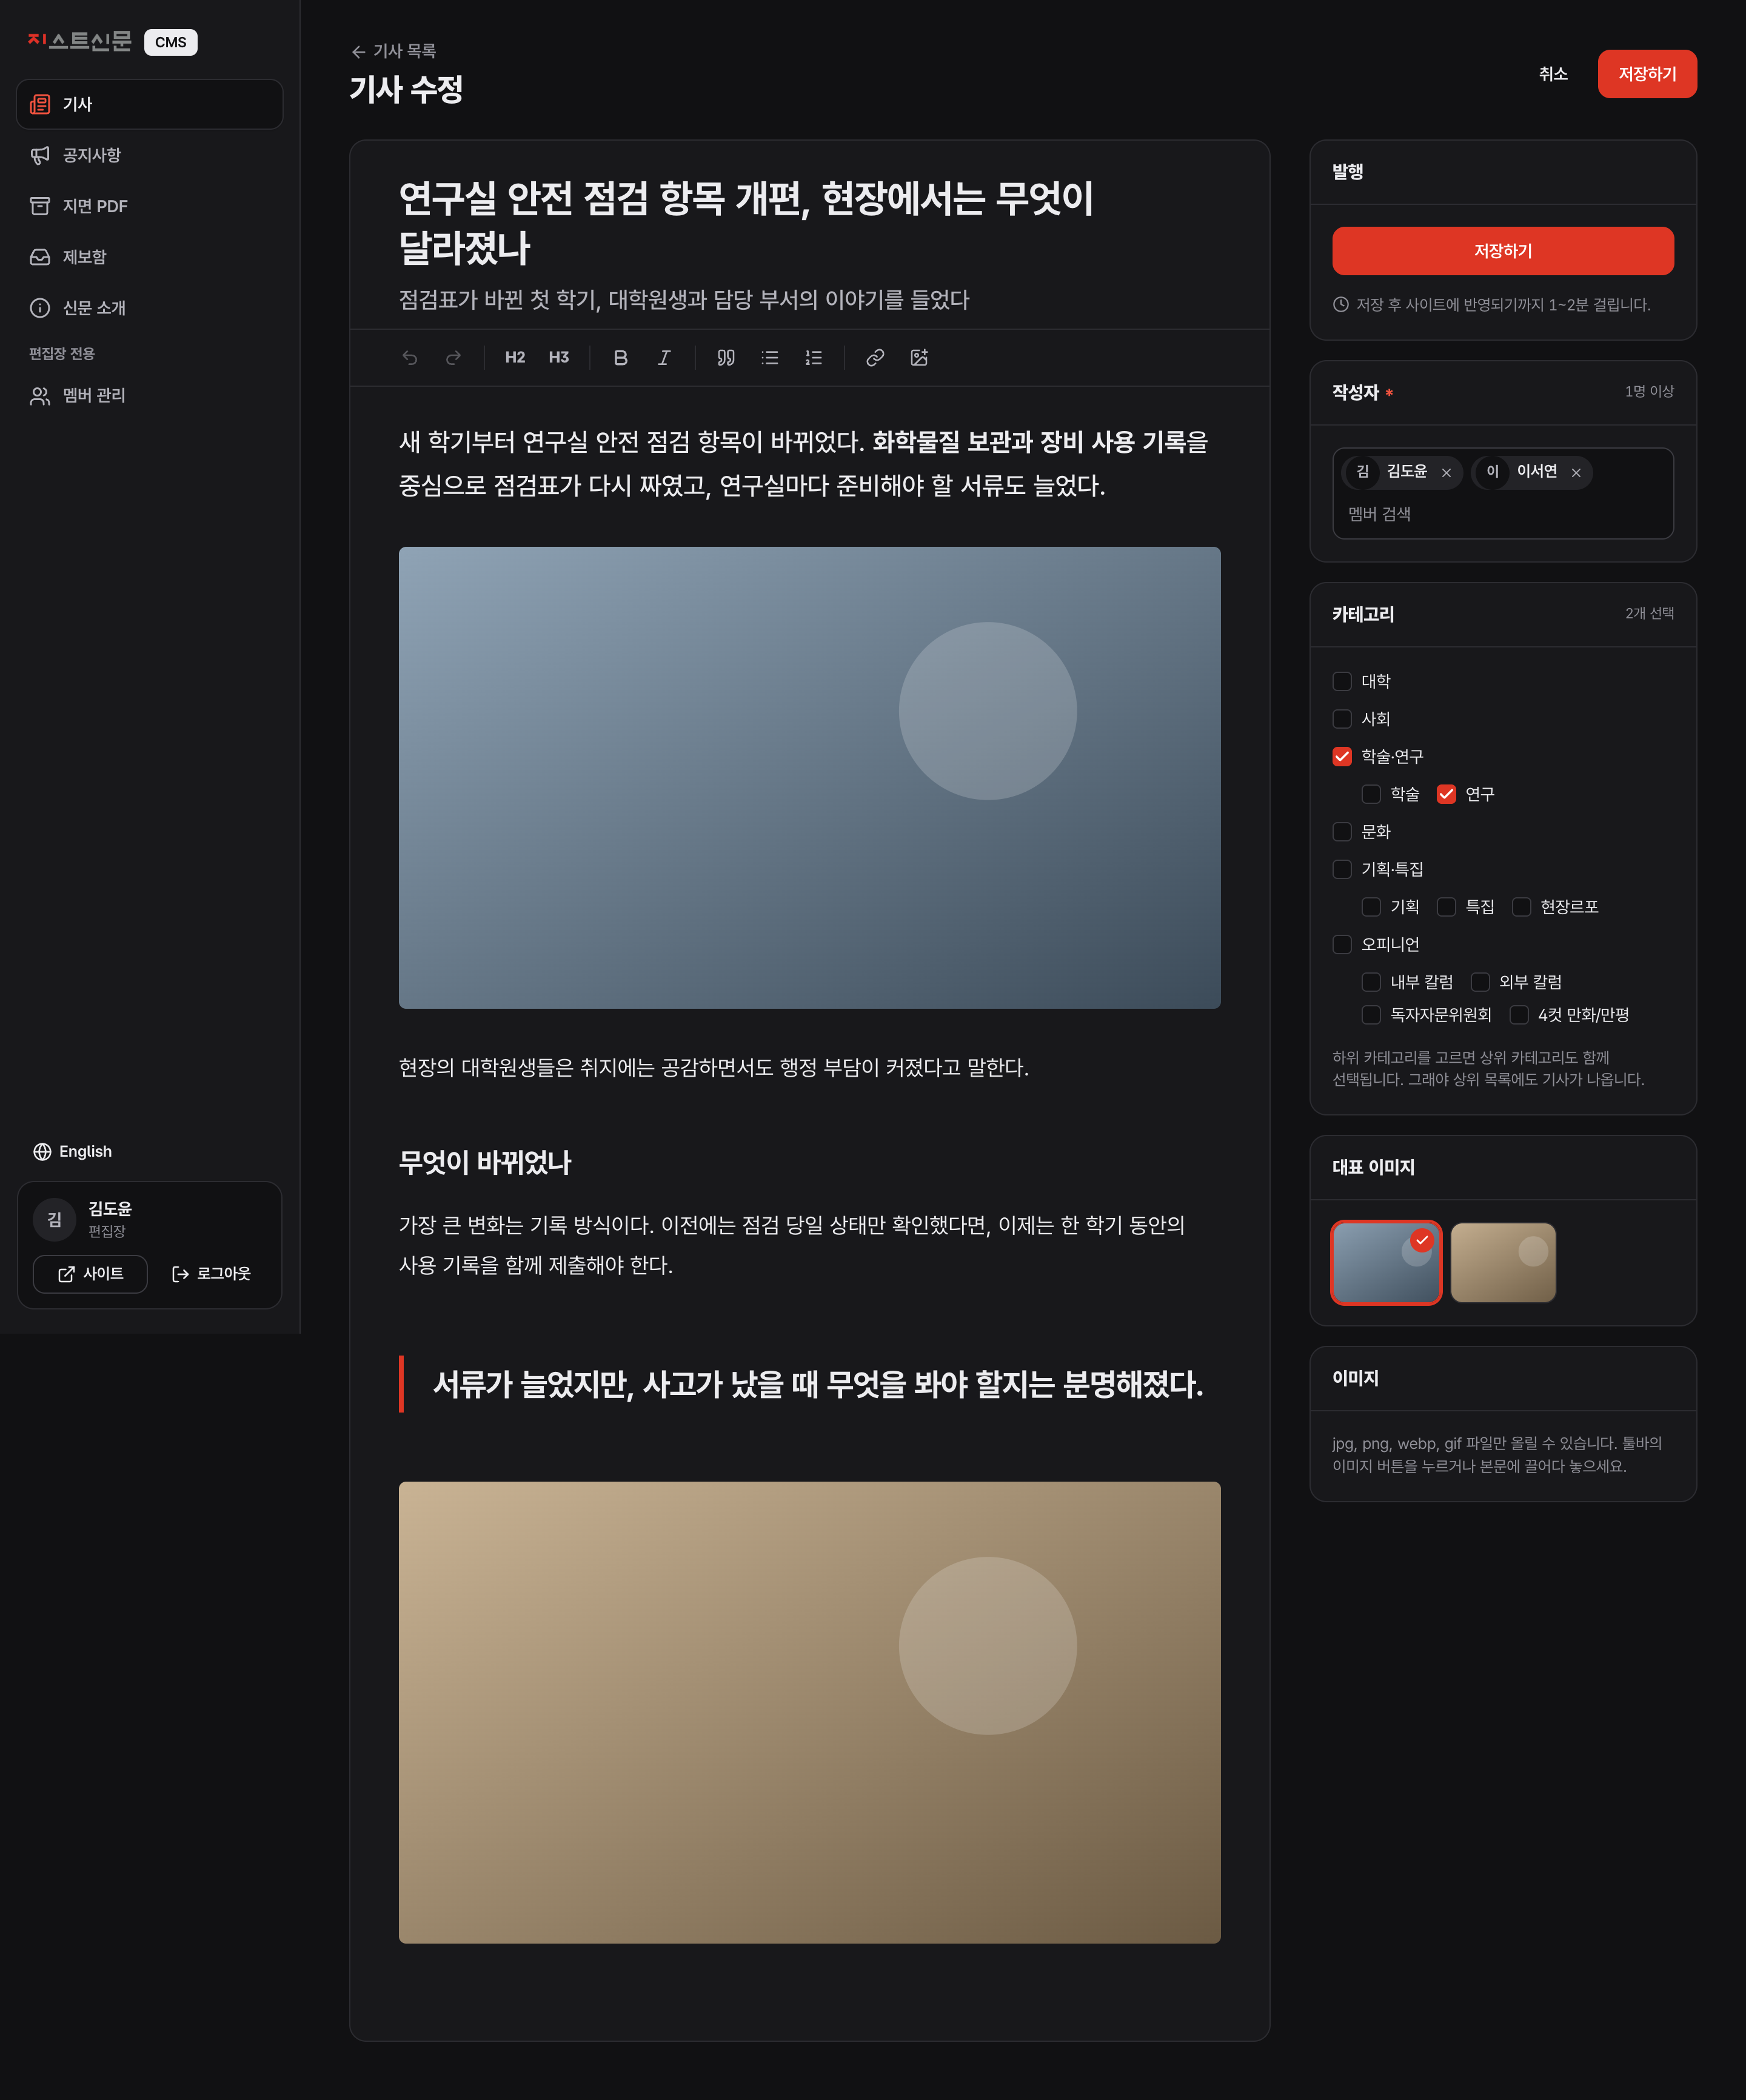 지스트신문 CMS
기사
공지사항
지면 PDF
제보함
신문 소개
편집장 전용
멤버 관리
English
김 김도윤
편집장
사이트 로그아웃
기사 목록
기사 수정
취소 저장하기
연구실 안전 점검 항목 개편, 현장에서는 무엇이
달라졌나
점검표가 바뀐 첫 학기, 대학원생과 담당 부서의 이야기를 들었다
H2 H3 B I
새 학기부터 연구실 안전 점검 항목이 바뀌었다. 화학물질 보관과 장비 사용 기록을
중심으로 점검표가 다시 짜였고, 연구실마다 준비해야 할 서류도 늘었다.
현장의 대학원생들은 취지에는 공감하면서도 행정 부담이 커졌다고 말한다.
무엇이 바뀌었나
가장 큰 변화는 기록 방식이다. 이전에는 점검 당일 상태만 확인했다면, 이제는 한 학기 동안의
사용 기록을 함께 제출해야 한다.
서류가 늘었지만, 사고가 났을 때 무엇을 봐야 할지는 분명해졌다.
발행
저장하기
저장 후 사이트에 반영되기까지 1~2분 걸립니다.
작성자 * 1명 이상
김 김도윤 × 이 이서연 ×
멤버 검색
카테고리 2개 선택
대학
사회
학술·연구
학술 연구
문화
기획·특집
기획 특집 현장르포
오피니언
내부 칼럼 외부 칼럼
독자자문위원회 4컷 만화/만평
하위 카테고리를 고르면 상위 카테고리도 함께
선택됩니다. 그래야 상위 목록에도 기사가 나옵니다.
대표 이미지
이미지
jpg, png, webp, gif 파일만 올릴 수 있습니다. 툴바의
이미지 버튼을 누르거나 본문에 끌어다 놓으세요.